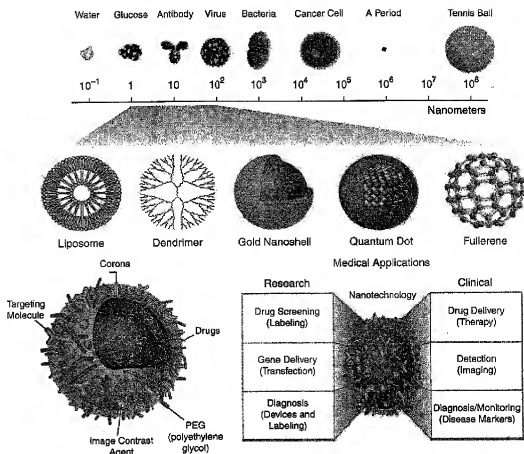 Water Glucose Antibody Virus Bacteria Cancer Cell A Period Tennis Ball
10⁻¹ 1 10 10² 10³ 10⁴ 10⁵ 10⁶ 10⁷ 10⁸
Nanometers
Liposome Dendrimer Gold Nanoshell Quantum Dot Fullerene
Corona
Targeting
Molecule
Drugs
PEG
(polyethylene
glycol)
Image Contrast
Agent
Medical Applications
Research Clinical
Nanotechnology
Drug Screening
(Labeling)
Drug Delivery
(Therapy)
Gene Delivery
(Transfection)
Detection
(Imaging)
Diagnosis
(Devices and
Labeling)
Diagnosis/Monitoring
(Disease Markers)